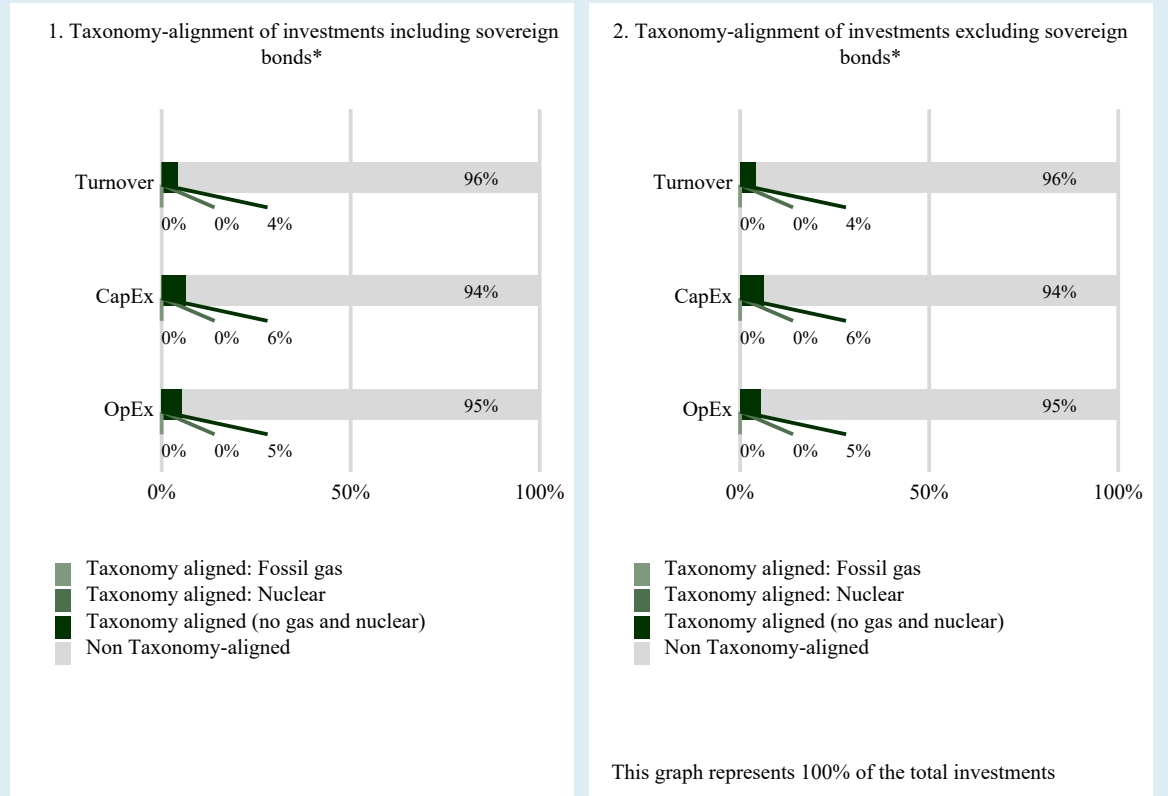 1. Taxonomy-alignment of investments including sovereign
bonds*
Turnover
96%
0% 0% 4%
CapEx
94%
0% 0% 6%
OpEx
95%
0% 0% 5%
0% 50% 100%
Taxonomy aligned: Fossil gas
Taxonomy aligned: Nuclear
Taxonomy aligned (no gas and nuclear)
Non Taxonomy-aligned
2. Taxonomy-alignment of investments excluding sovereign
bonds*
Turnover
96%
0% 0% 4%
CapEx
94%
0% 0% 6%
OpEx
95%
0% 0% 5%
0% 50% 100%
Taxonomy aligned: Fossil gas
Taxonomy aligned: Nuclear
Taxonomy aligned (no gas and nuclear)
Non Taxonomy-aligned
This graph represents 100% of the total investments